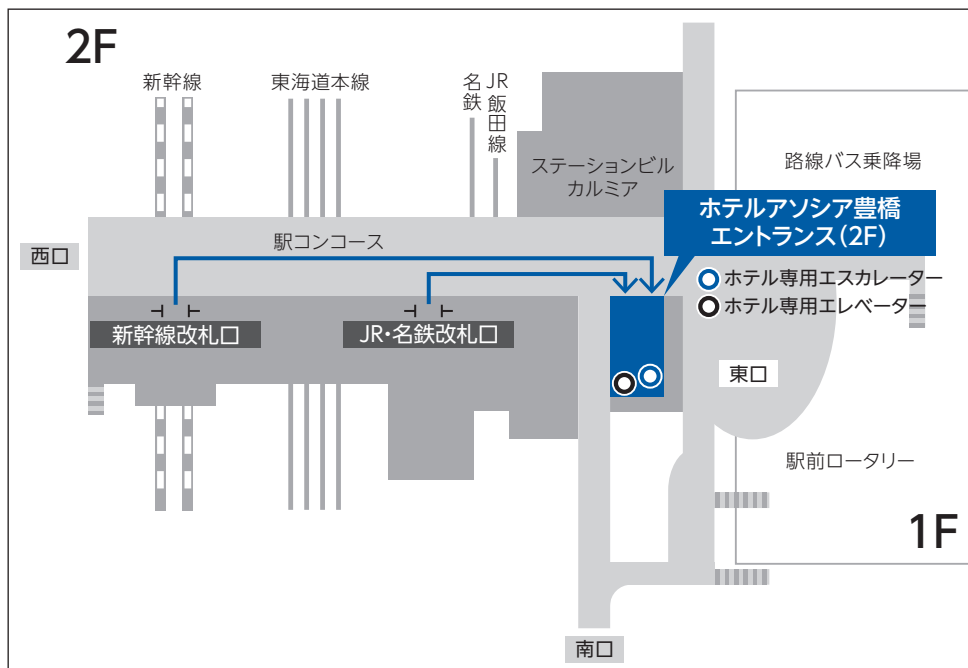 2F
新幹線
東海道本線
名鉄
JR飯田線
ステーションビル
カルミア
路線バス乗降場
ホテルアソシア豊橋
エントランス（2F）
駅コンコース
西口
ホテル専用エスカレーター
ホテル専用エレベーター
新幹線改札口
JR・名鉄改札口
東口
駅前ロータリー
1F
南口